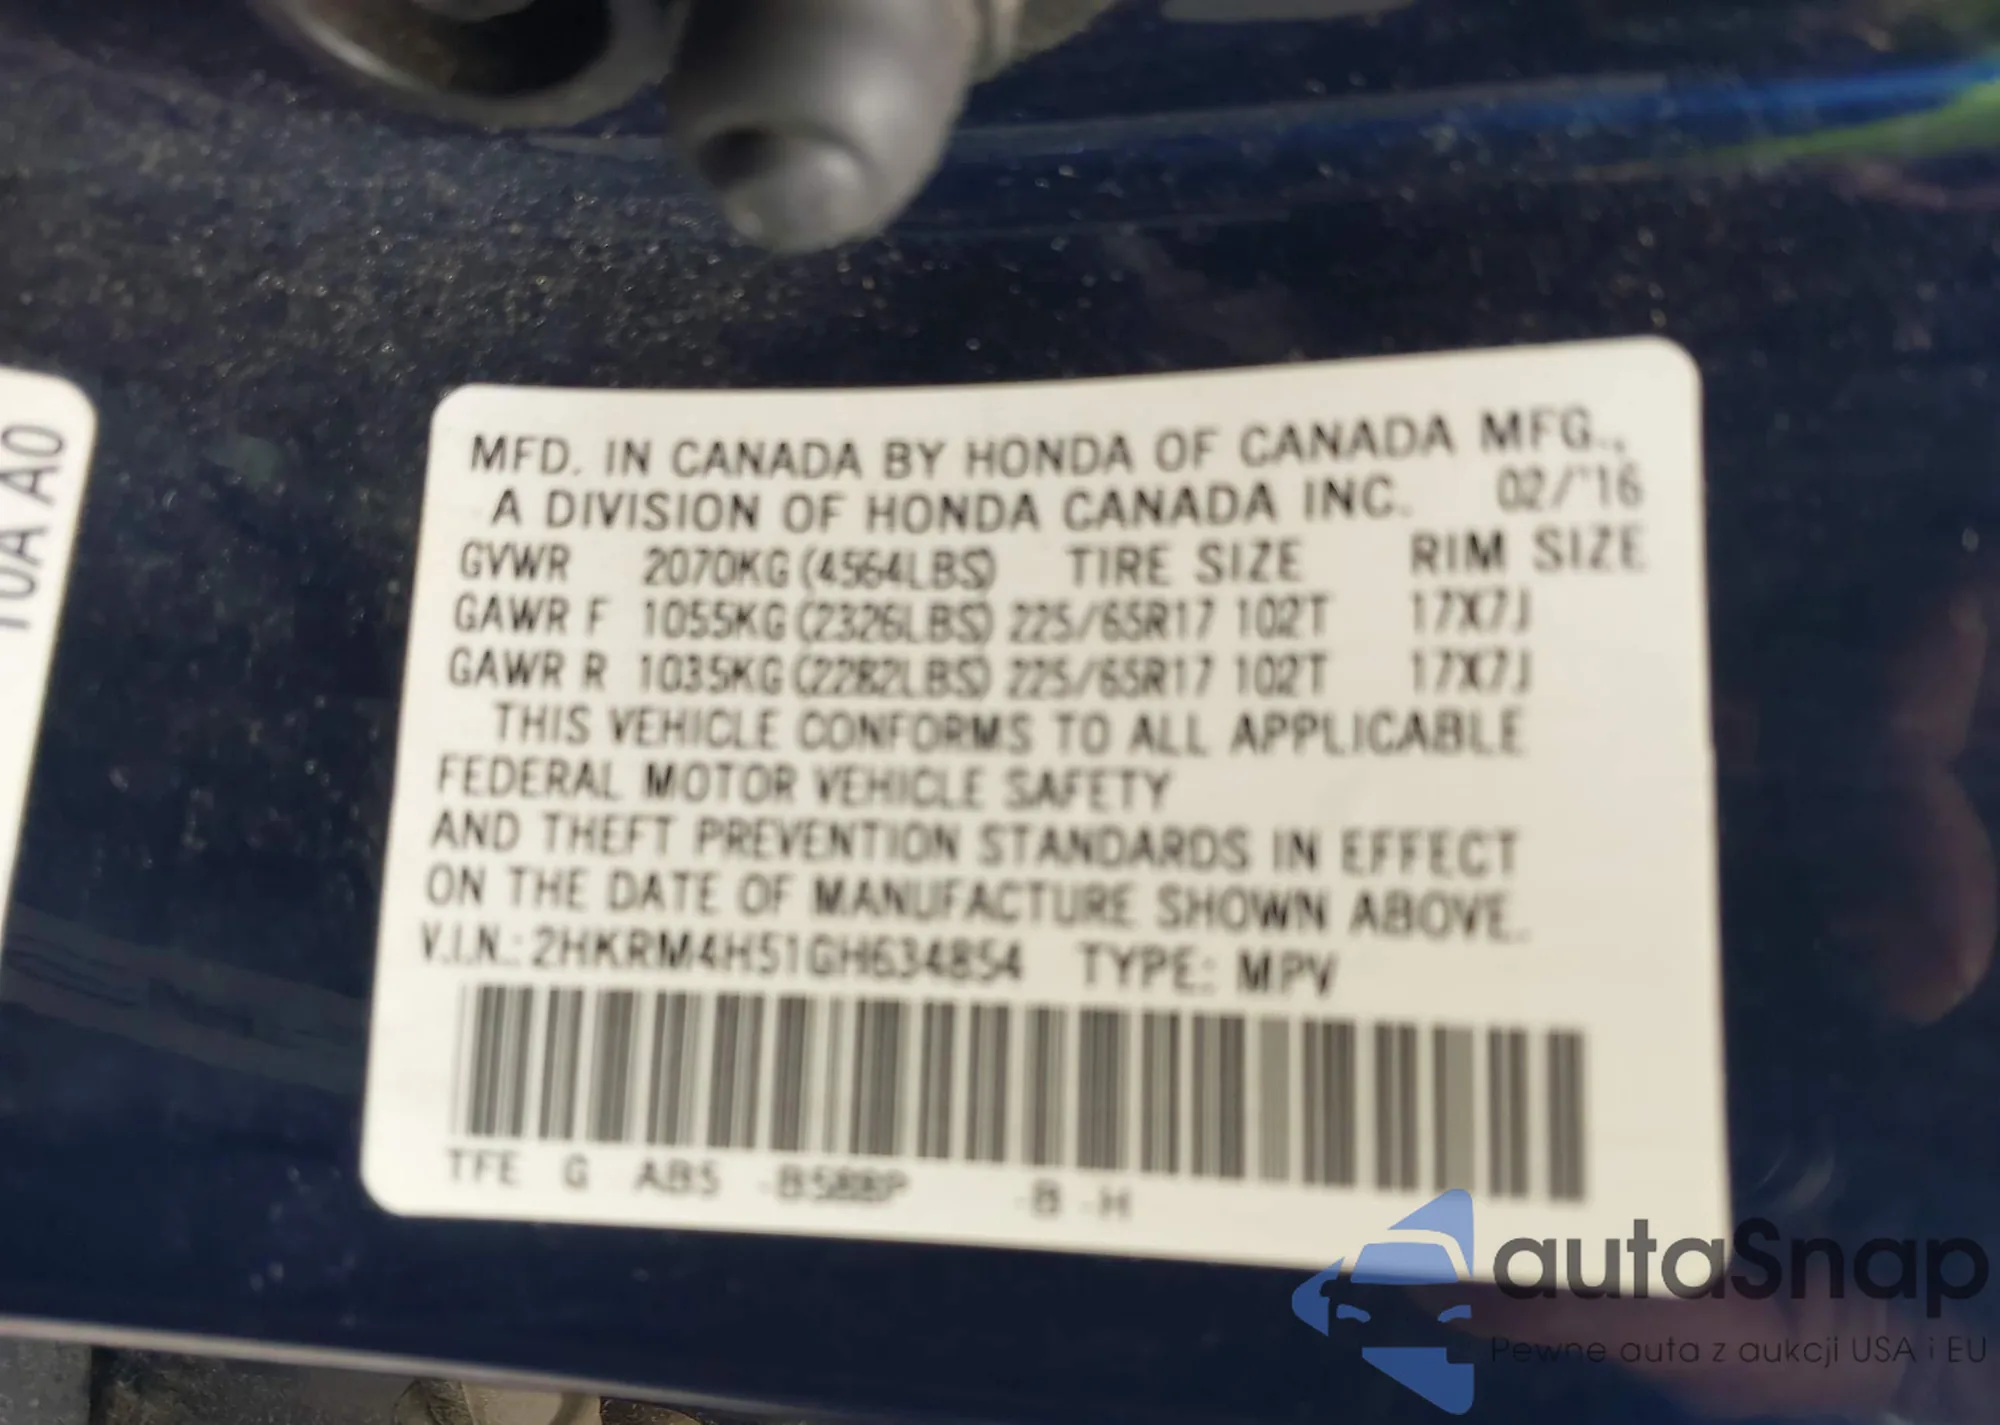 10A A0
MFD. IN CANADA BY HONDA OF CANADA MFG.,
A DIVISION OF HONDA CANADA INC. 02/'16
GVWR 2070KG (4564LBS) TIRE SIZE RIM SIZE
GAWR F 1055KG (2326LBS) 225/65R17 102T 17X7J
GAWR R 1035KG (2282LBS) 225/65R17 102T 17X7J
THIS VEHICLE CONFORMS TO ALL APPLICABLE
FEDERAL MOTOR VEHICLE SAFETY
AND THEFT PREVENTION STANDARDS IN EFFECT
ON THE DATE OF MANUFACTURE SHOWN ABOVE.
V.I.N.: 2HKRM4H51GH634854 TYPE: MPV
TFE G AB5 -B588P -B -H
autaSnap
Pewne auta z aukcji USA i EU